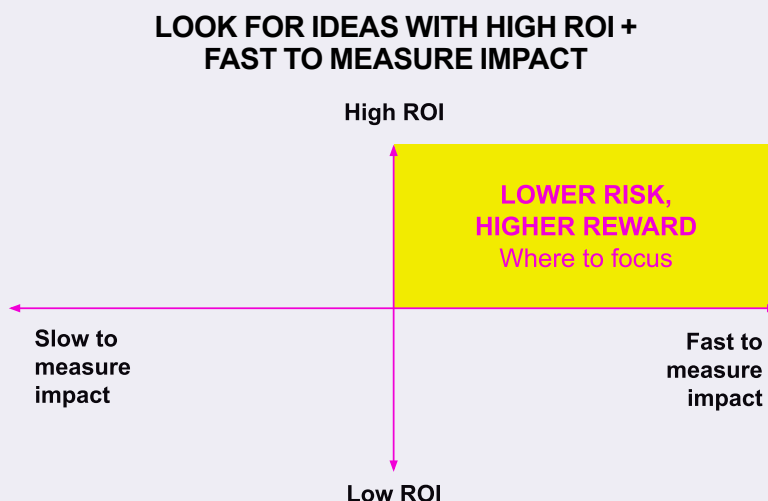 LOOK FOR IDEAS WITH HIGH ROI +
FAST TO MEASURE IMPACT
High ROI
LOWER RISK,
HIGHER REWARD
Where to focus
Slow to
measure
impact
Fast to
measure
impact
Low ROI